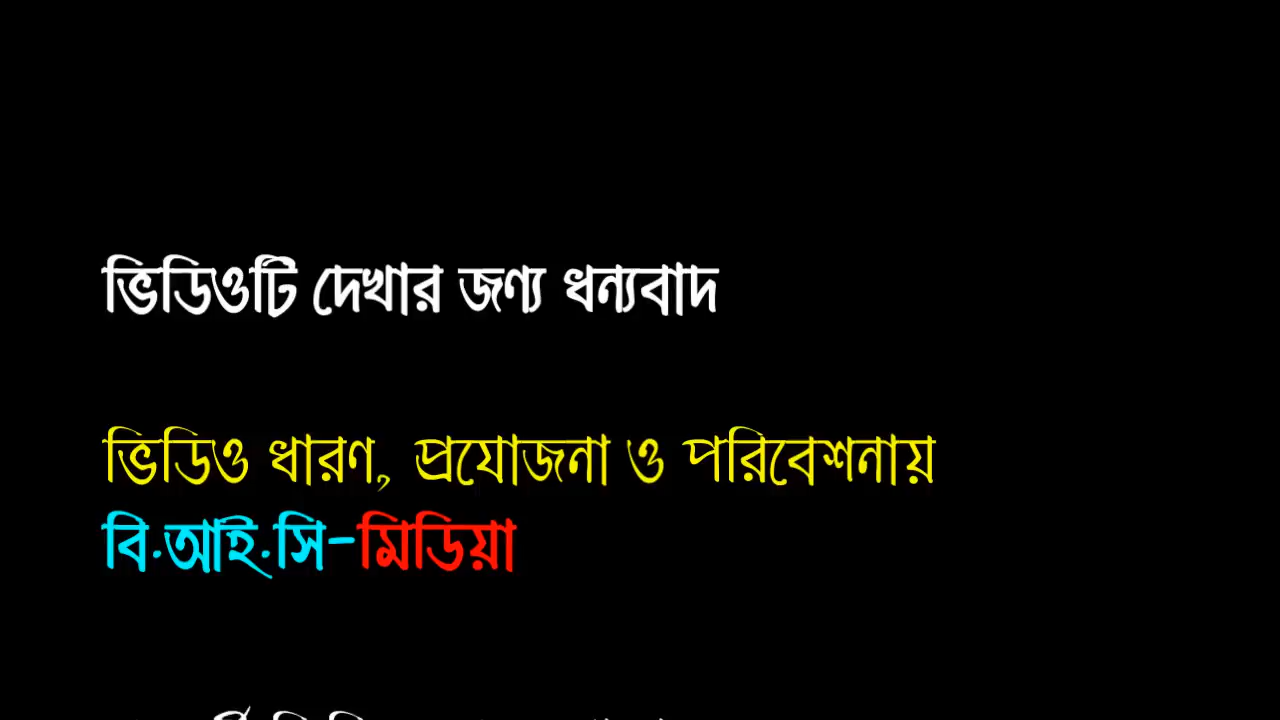 ভিডিওটি দেখার জণ্য ধন্যবাদ
ভিডিও ধারণ, প্রযোজনা ও পরিবেশনায়
বি.আই.সি-মিডিয়া